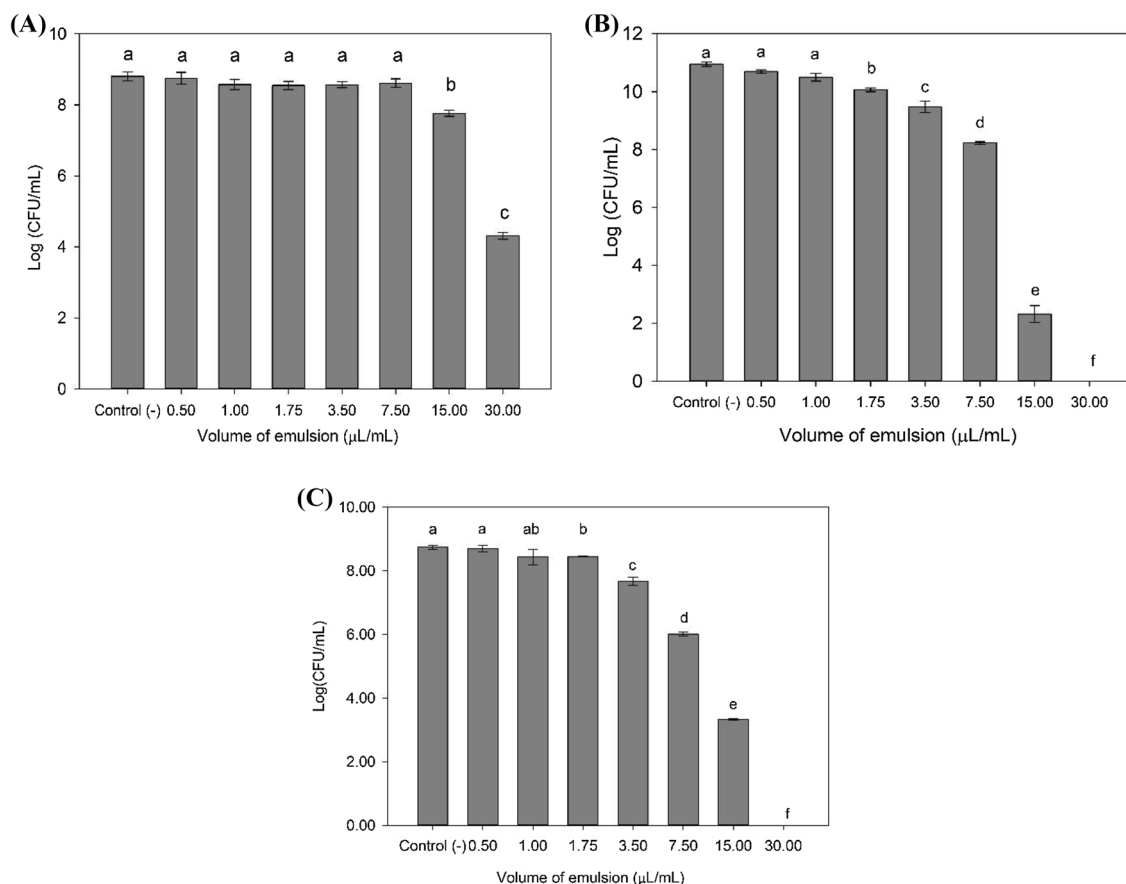 (A)
10
8
6
4
2
0
Log (CFU/mL)
a a a a a a b c
Control (-) 0.50 1.00 1.75 3.50 7.50 15.00 30.00
Volume of emulsion (μL/mL)
(B)
12
10
8
6
4
2
0
Log (CFU/mL)
a a a b c d e f
Control (-) 0.50 1.00 1.75 3.50 7.50 15.00 30.00
Volume of emulsion (μL/mL)
(C)
10.00
8.00
6.00
4.00
2.00
0.00
Log(CFU/mL)
a a ab b c d e f
Control (-) 0.50 1.00 1.75 3.50 7.50 15.00 30.00
Volume of emulsion (μL/mL)